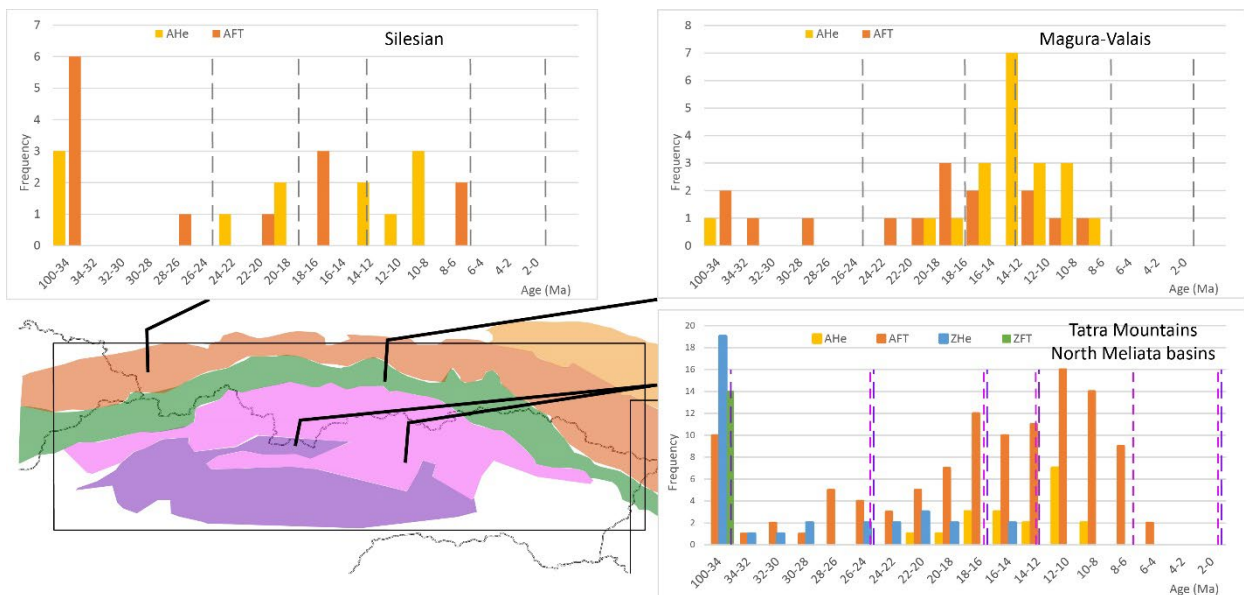 Silesian
AHe AFT
Frequency
7
6
5
4
3
2
1
0
100-34 34-32 32-30 30-28 28-26 26-24 24-22 22-20 20-18 18-16 16-14 14-12 12-10 10-8 8-6 6-4 4-2 2-0
Age (Ma)
Magura-Valais
AHe AFT
Frequency
8
7
6
5
4
3
2
1
0
100-34 34-32 32-30 30-28 28-26 26-24 24-22 22-20 20-18 18-16 16-14 14-12 12-10 10-8 8-6 6-4 4-2 2-0
Age (Ma)
Tatra Mountains
North Meliata basins
AHe AFT ZHe ZFT
Frequency
20
18
16
14
12
10
8
6
4
2
0
100-34 34-32 32-30 30-28 28-26 26-24 24-22 22-20 20-18 18-16 16-14 14-12 12-10 10-8 8-6 6-4 4-2 2-0
Age (Ma)